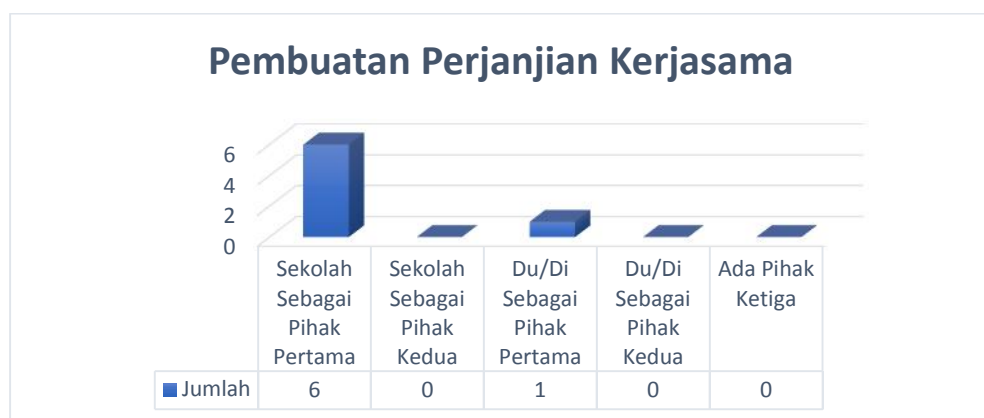 Pembuatan Perjanjian Kerjasama
6
4
2
0
Sekolah Sebagai Pihak Pertama
Sekolah Sebagai Pihak Kedua
Du/Di Sebagai Pihak Pertama
Du/Di Sebagai Pihak Kedua
Ada Pihak Ketiga
Jumlah 6 0 1 0 0